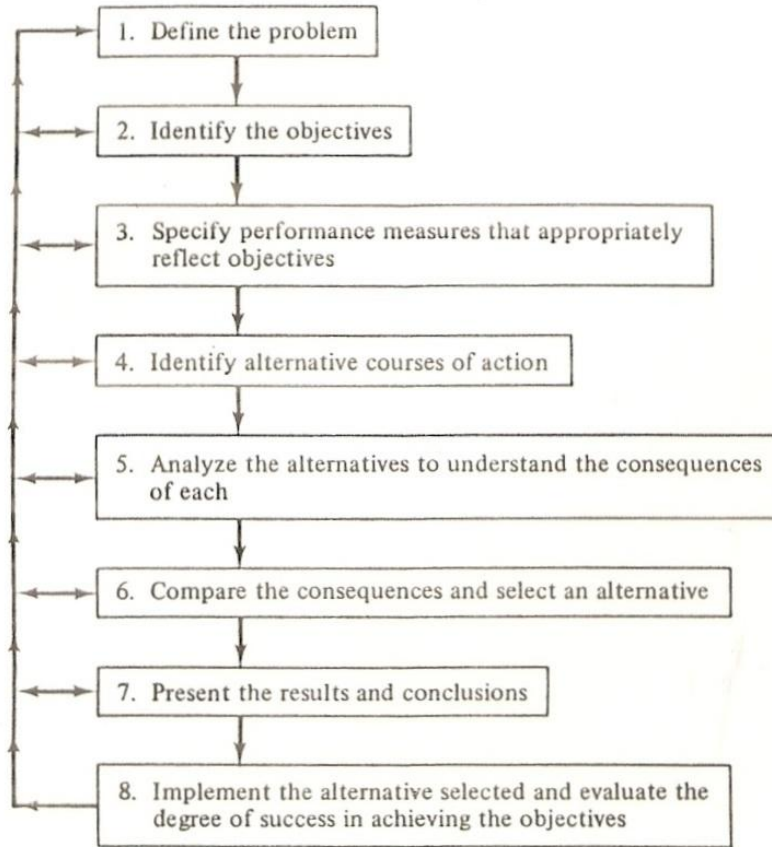 1. Define the problem
2. Identify the objectives
3. Specify performance measures that appropriately
reflect objectives
4. Identify alternative courses of action
5. Analyze the alternatives to understand the consequences
of each
6. Compare the consequences and select an alternative
7. Present the results and conclusions
8. Implement the alternative selected and evaluate the
degree of success in achieving the objectives